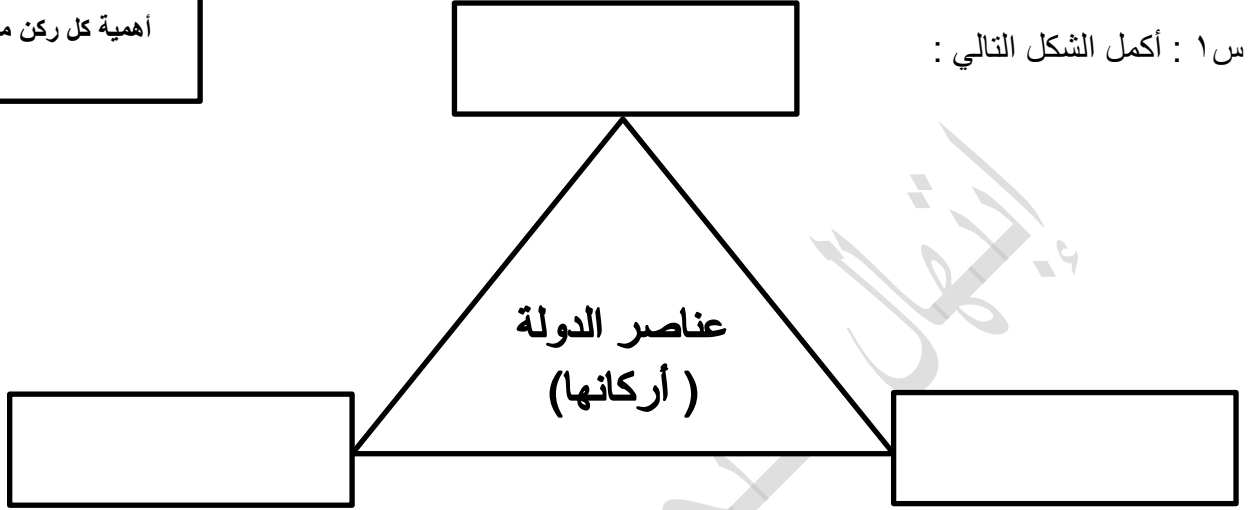 س١ : أكمل الشكل التالي :
أهمية كل ركن
عناصر الدولة
( أركانها)